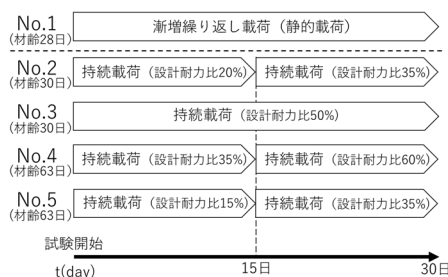 No.1
(材齢28日)
漸増繰り返し載荷（静的載荷）
No.2
(材齢30日)
持続載荷（設計耐力比20%）
持続載荷（設計耐力比35%）
No.3
(材齢30日)
持続載荷（設計耐力比50%）
No.4
(材齢63日)
持続載荷（設計耐力比35%）
持続載荷（設計耐力比60%）
No.5
(材齢63日)
持続載荷（設計耐力比15%）
持続載荷（設計耐力比35%）
試験開始
t(day)
15日
30日